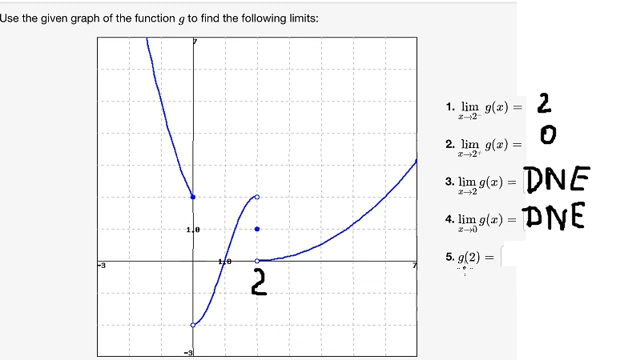 Use the given graph of the function g to find the following limits:
7
1. lim x→2⁻ g(x) = 2
2. lim x→2⁺ g(x) = 0
3. lim x→2 g(x) = DNE
4. lim x→0 g(x) = DNE
1.0
5. g(2) =
-3
1.0
7
2
-3